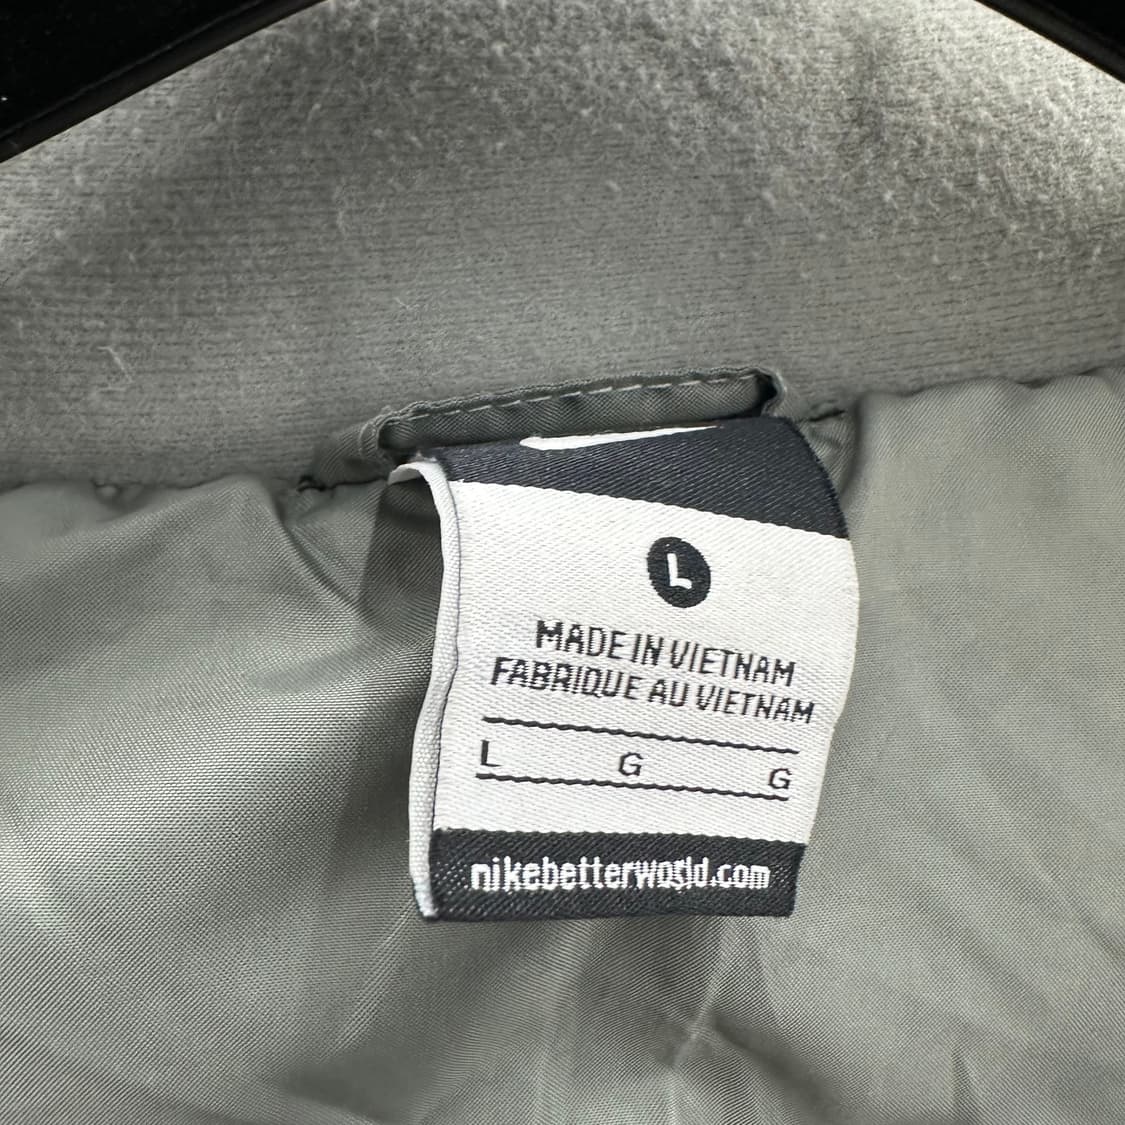 L
MADE IN VIETNAM
FABRIQUE AU VIETNAM
L G G
nikebetterworld.com